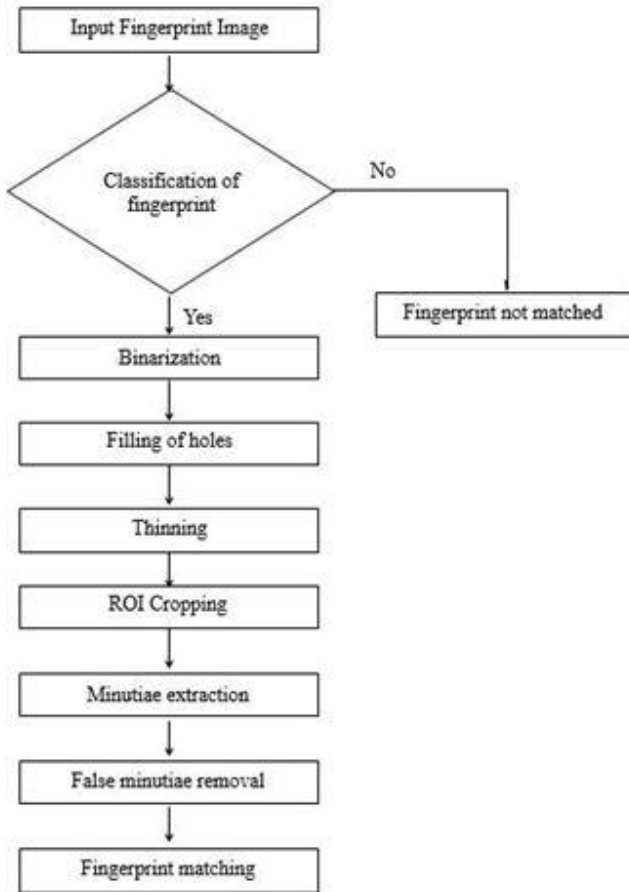 Input Fingerprint Image
Classification of
fingerprint
No
Fingerprint not matched
Yes
Binarization
Filling of holes
Thinning
ROI Cropping
Minutiae extraction
False minutiae removal
Fingerprint matching